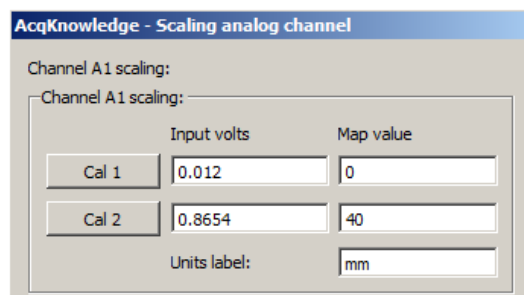 AcqKnowledge - Scaling analog channel
Channel A1 scaling:
Channel A1 scaling:
Input volts Map value
Cal 1 0.012 0
Cal 2 0.8654 40
Units label: mm